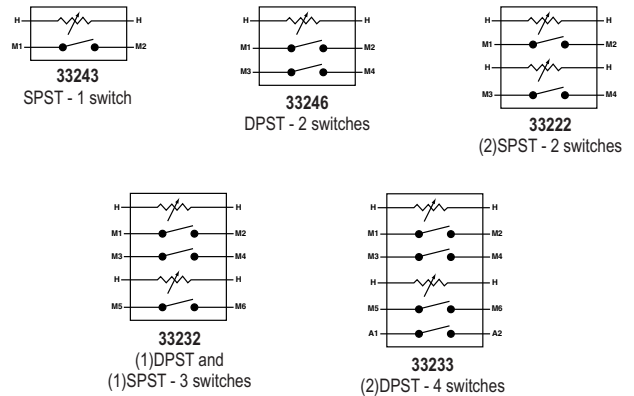 H H
M1 M2
33243
SPST - 1 switch
H H
M1 M2
M3 M4
33246
DPST - 2 switches
H H
M1 M2
H H
M3 M4
33222
(2)SPST - 2 switches
H H
M1 M2
M3 M4
H H
M5 M6
33232
(1)DPST and
(1)SPST - 3 switches
H H
M1 M2
M3 M4
H H
M5 M6
A1 A2
33233
(2)DPST - 4 switches